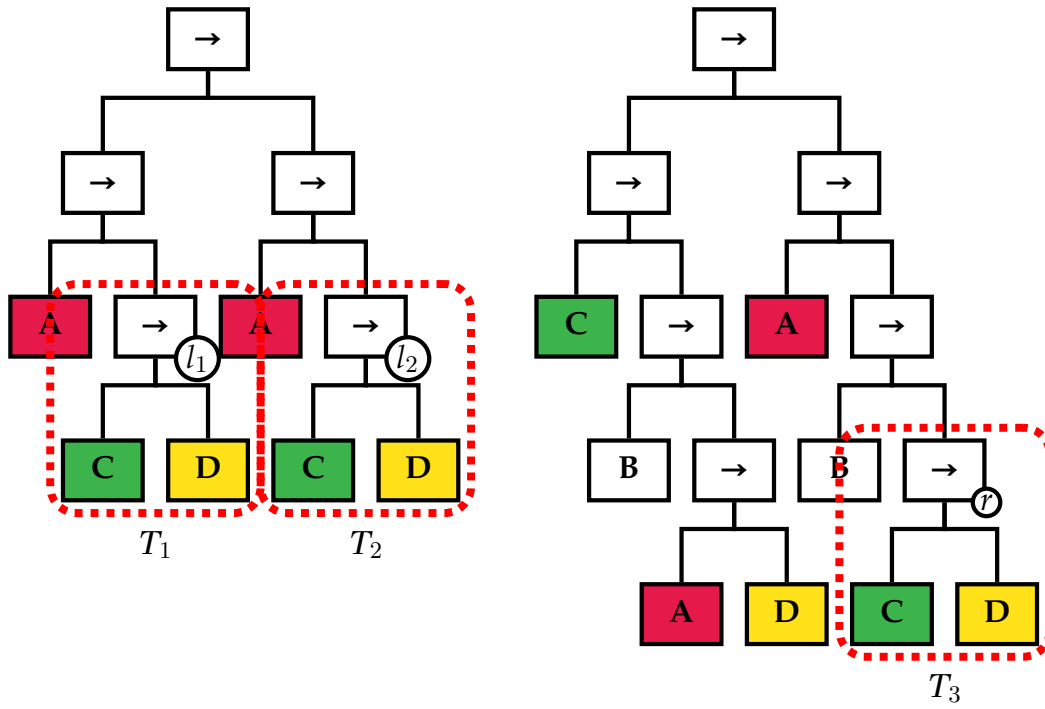 → →
→ → → →
A → A → C → A →
l₁ l₂
C D C D B → B →
r
T₁ T₂
A D C D
T₃